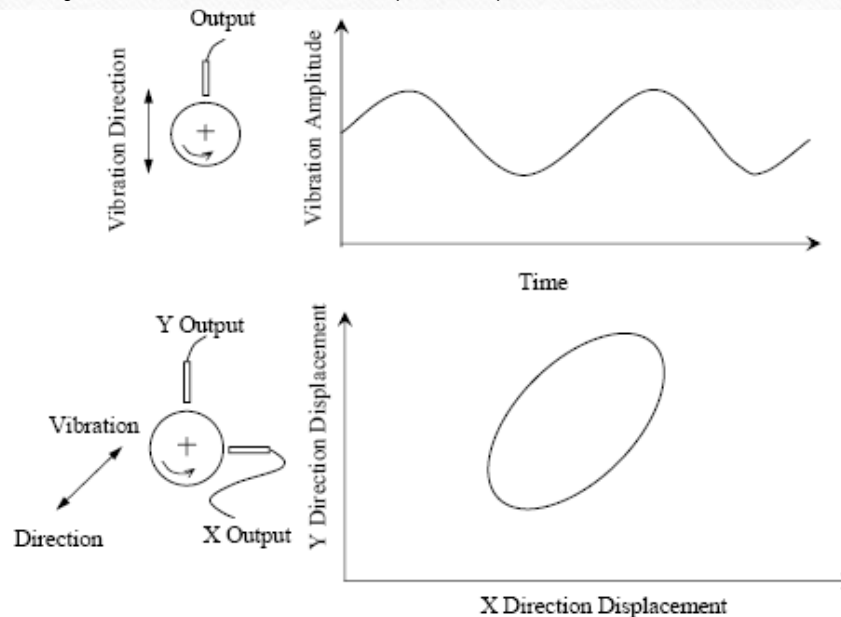 Output
Vibration Direction
Vibration Amplitude
Time
Y Output
Vibration
Direction
X Output
Y Direction Displacement
X Direction Displacement